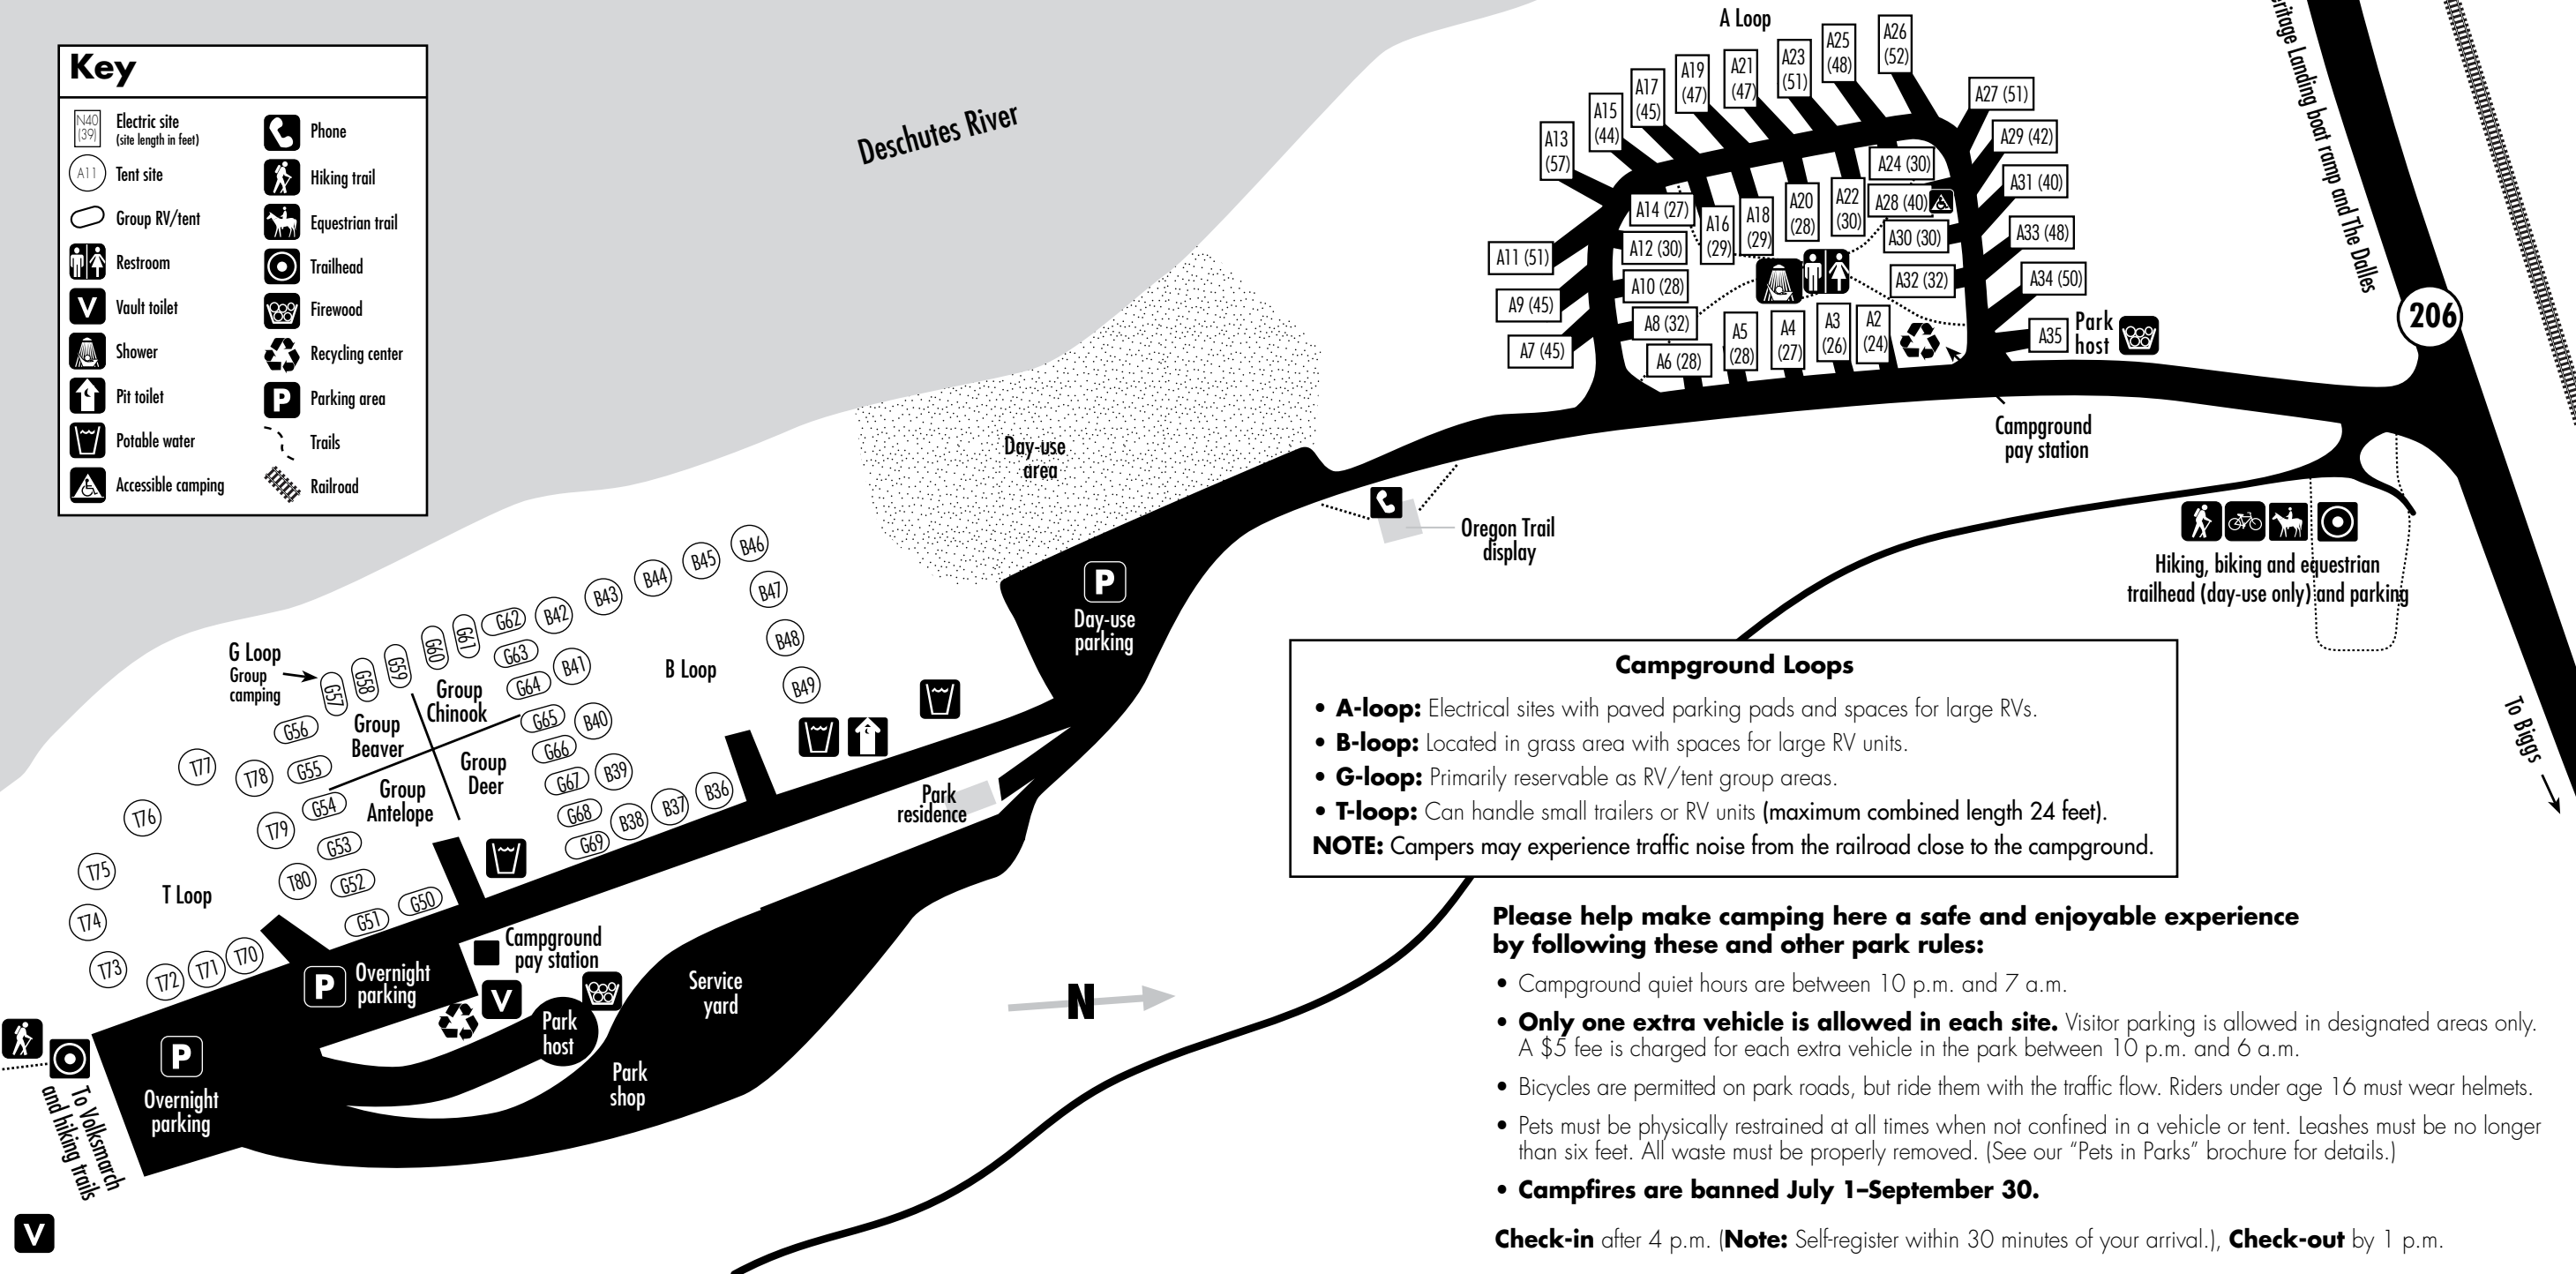 Key
N40
(39)
Electric site
(site length in feet)
A11
Tent site
Group RV/tent
Restroom
V
Vault toilet
Shower
Pit toilet
Potable water
Accessible camping
Phone
Hiking trail
Equestrian trail
Trailhead
Firewood
Recycling center
P
Parking area
Trails
Railroad
Deschutes River
A Loop
A13
(57)
A15
(44)
A17
(45)
A19
(47)
A21
(47)
A23
(51)
A25
(48)
A26
(52)
A27 (51)
A29 (42)
A31 (40)
A33 (48)
A34 (50)
A35
Park
host
A24 (30)
A28 (40)
A30 (30)
A32 (32)
A14 (27)
A16
(29)
A18
(29)
A20
(28)
A22
(30)
A12 (30)
A10 (28)
A8 (32)
A6 (28)
A5
(28)
A4
(27)
A3
(26)
A2
(24)
A11 (51)
A9 (45)
A7 (45)
ritage Landing boat ramp and The Dalles
206
To Biggs
Campground
pay station
Hiking, biking and equestrian
trailhead (day-use only) and parking
Oregon Trail
display
Day-use
area
P
Day-use
parking
B46
B45
B44
B43
B42
B47
B48
B49
B Loop
B41
B40
B39
B38
B37
B36
G Loop
Group
camping
G57
G58
G59
G60
G61
G62
G63
G64
G65
G66
G67
G68
G69
G56
G55
G54
G53
G52
G51
G50
Group
Chinook
Group
Beaver
Group
Deer
Group
Antelope
T77
T78
T76
T79
T75
T80
T74
T73
T72
T71
T70
T Loop
Park
residence
Campground
pay station
P
Overnight
parking
V
Park
host
Service
yard
Park
shop
P
Overnight
parking
To Volksmarch
and hiking trails
V
N
Campground Loops
• A-loop: Electrical sites with paved parking pads and spaces for large RVs.
• B-loop: Located in grass area with spaces for large RV units.
• G-loop: Primarily reservable as RV/tent group areas.
• T-loop: Can handle small trailers or RV units (maximum combined length 24 feet).
NOTE: Campers may experience traffic noise from the railroad close to the campground.
Please help make camping here a safe and enjoyable experience
by following these and other park rules:
• Campground quiet hours are between 10 p.m. and 7 a.m.
• Only one extra vehicle is allowed in each site. Visitor parking is allowed in designated areas only.
A $5 fee is charged for each extra vehicle in the park between 10 p.m. and 6 a.m.
• Bicycles are permitted on park roads, but ride them with the traffic flow. Riders under age 16 must wear helmets.
• Pets must be physically restrained at all times when not confined in a vehicle or tent. Leashes must be no longer
than six feet. All waste must be properly removed. (See our “Pets in Parks” brochure for details.)
• Campfires are banned July 1–September 30.
Check-in after 4 p.m. (Note: Self-register within 30 minutes of your arrival.), Check-out by 1 p.m.